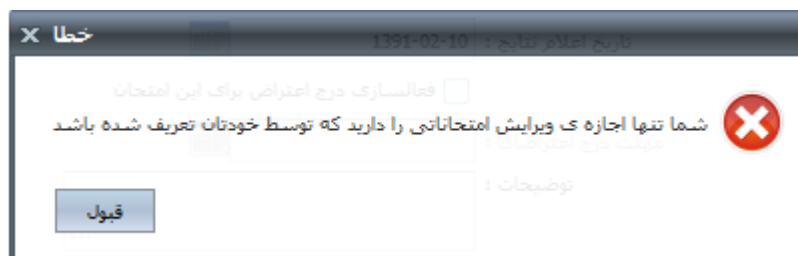 خطا
تاریخ اعلام نتایج : 1391-02-10
فعالسازی درج اعتراض برای این امتحان
شما تنها اجازه ی ویرایش امتحاناتی را دارید که توسط خودتان تعریف شده باشد
مهلت درج اعتراضات :
توضیحات :
قبول